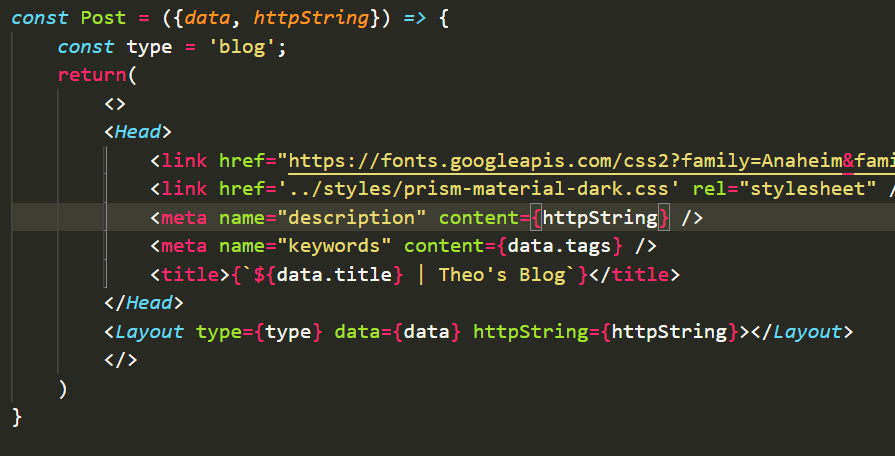 const Post = ({data, httpString}) => {
const type = 'blog';
return(
<>
<Head>
<link href="https://fonts.googleapis.com/css2?family=Anaheim&fami
<link href='../styles/prism-material-dark.css' rel="stylesheet" /
<meta name="description" content={httpString} />
<meta name="keywords" content={data.tags} />
<title>{`${data.title} | Theo's Blog`}</title>
</Head>
<Layout type={type} data={data} httpString={httpString}></Layout>
</>
)
}